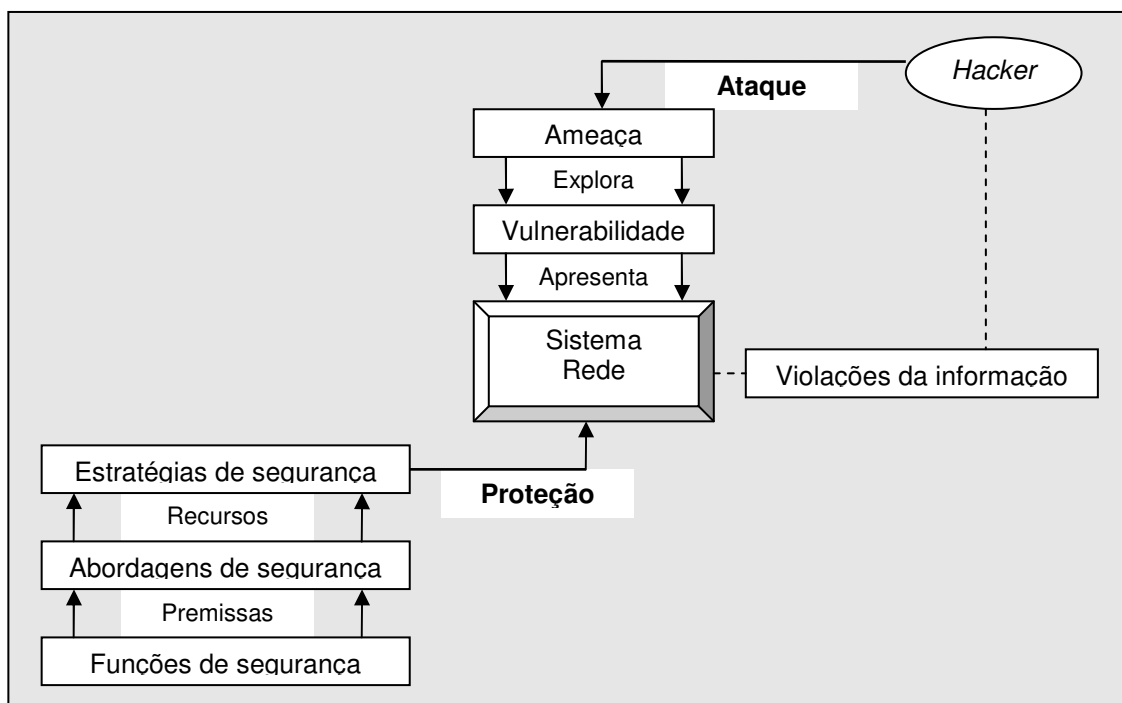 Hacker
Ataque
Ameaça
Explora
Vulnerabilidade
Apresenta
Sistema
Rede
Violações da informação
Estratégias de segurança
Proteção
Recursos
Abordagens de segurança
Premissas
Funções de segurança